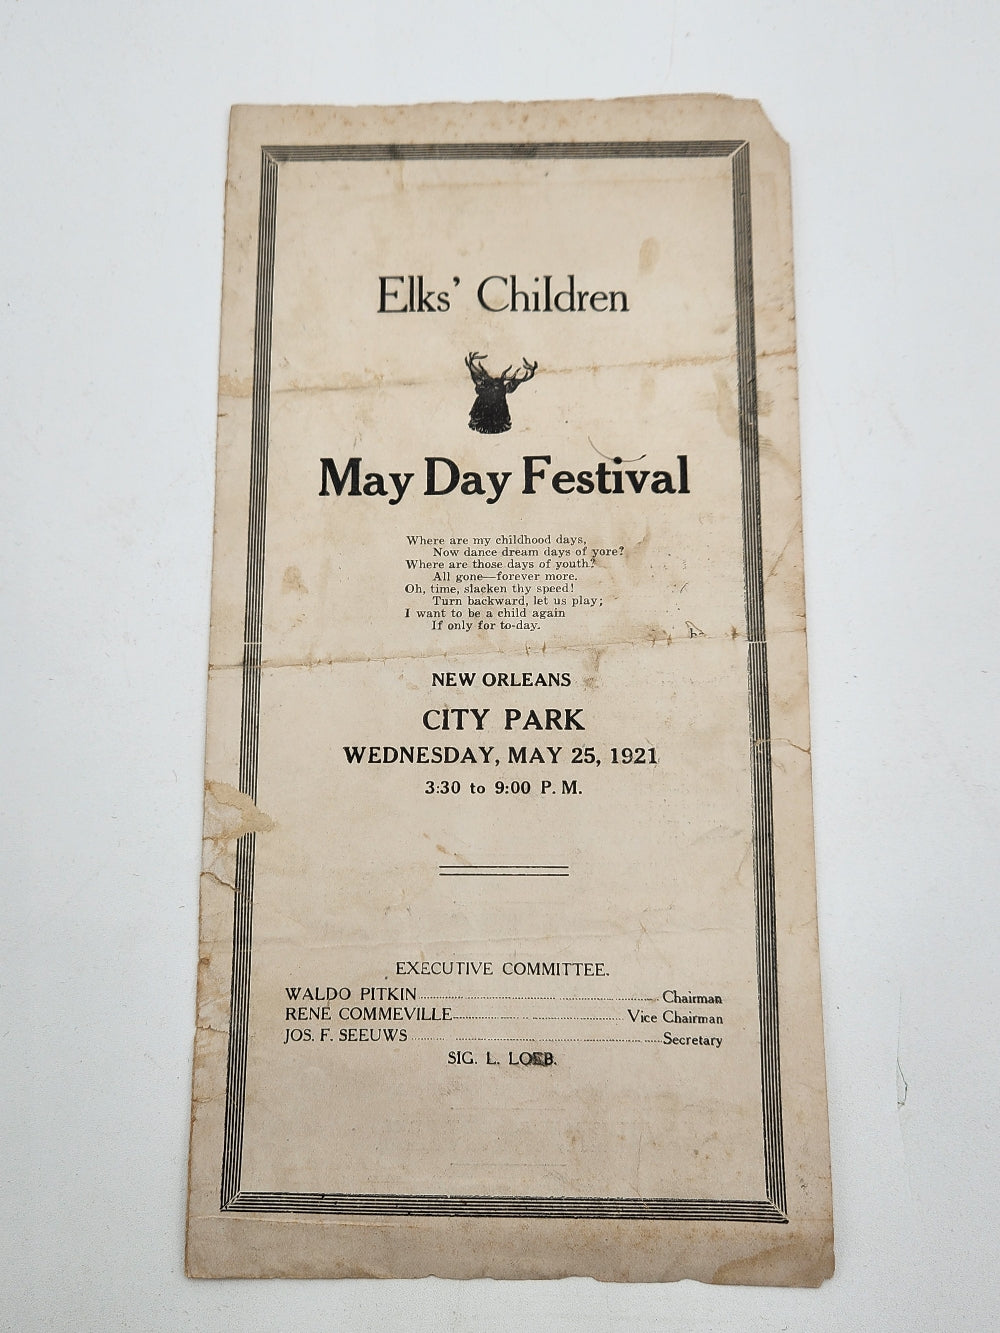 Elks’ Children
May Day Festival
Where are my childhood days,
Now dance dream days of yore?
Where are those days of youth?
All gone—forever more.
Oh, time, slacken thy speed!
Turn backward, let us play;
I want to be a child again
If only for to-day.
NEW ORLEANS
CITY PARK
WEDNESDAY, MAY 25, 1921
3:30 to 9:00 P. M.
EXECUTIVE COMMITTEE.
WALDO PITKIN Chairman
RENE COMMEVILLE Vice Chairman
JOS. F. SEEUWS Secretary
SIG. L. LOEB.